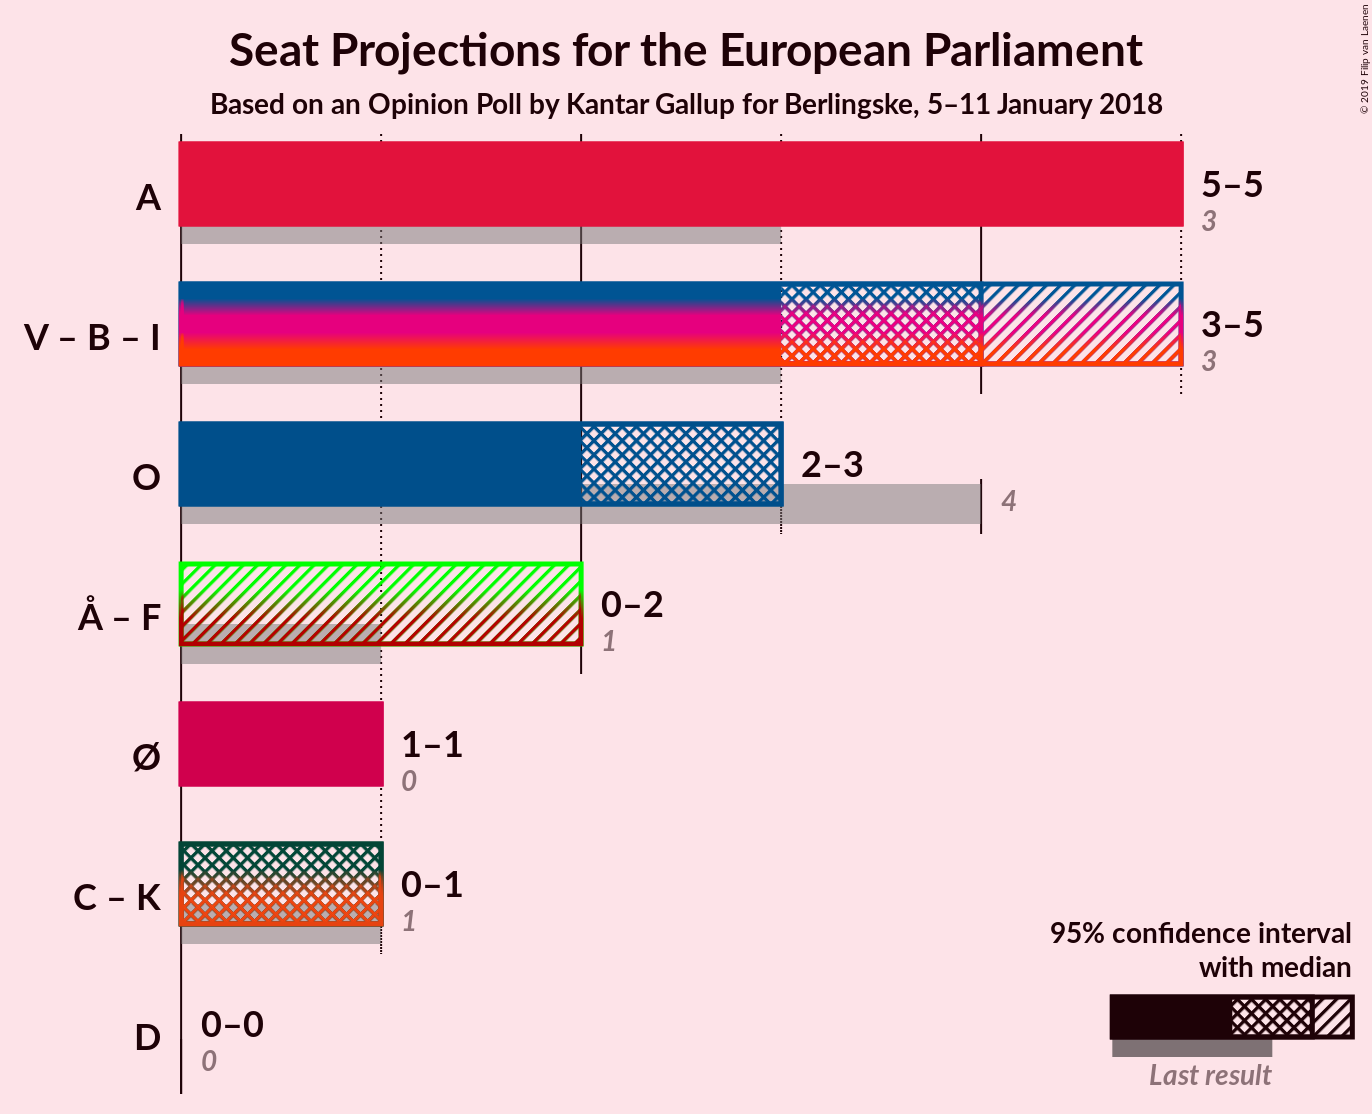 Seat Projections for the European Parliament
Based on an Opinion Poll by Kantar Gallup for Berlingske, 5–11 January 2018
© 2019 Filip van Laenen
A
5–5
3
V – B – I
3–5
3
O
2–3
4
Å – F
0–2
1
Ø
1–1
0
C – K
0–1
1
D
0–0
0
95% confidence interval
with median
Last result